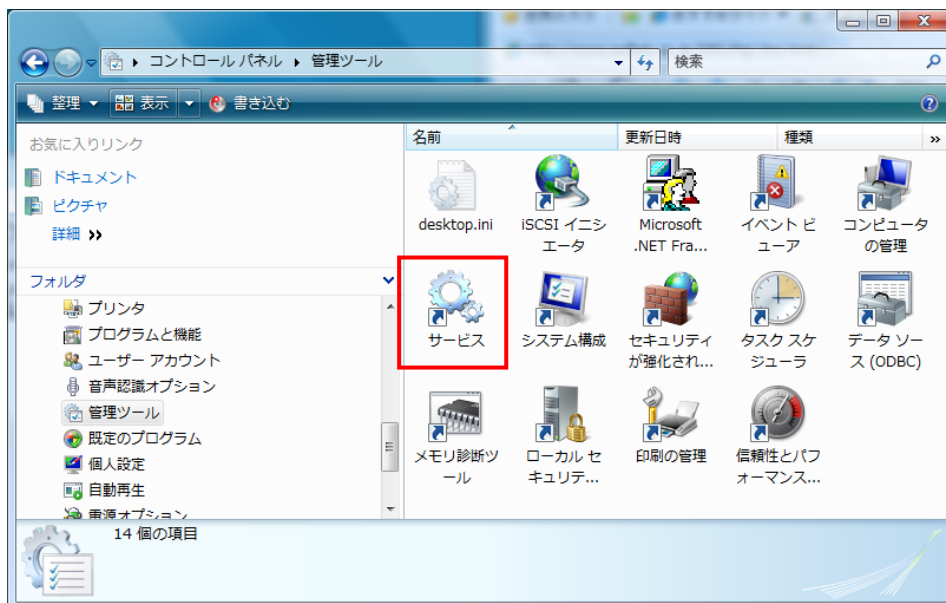 コントロール パネル ▸ 管理ツール
検索
整理 表示 書き込む
お気に入りリンク
ドキュメント
ピクチャ
詳細 »
フォルダ
プリンタ
プログラムと機能
ユーザー アカウント
音声認識オプション
管理ツール
既定のプログラム
個人設定
自動再生
電源オプション
名前 更新日時 種類 »
desktop.ini
iSCSI イニシ
エータ
Microsoft
.NET Fra...
イベント ビ
ューア
コンピュータ
の管理
サービス
システム構成
セキュリティ
が強化され...
タスク スケ
ジューラ
データ ソー
ス (ODBC)
メモリ診断ツ
ール
ローカル セ
キュリテ...
印刷の管理
信頼性とパフ
ォーマンス...
14 個の項目